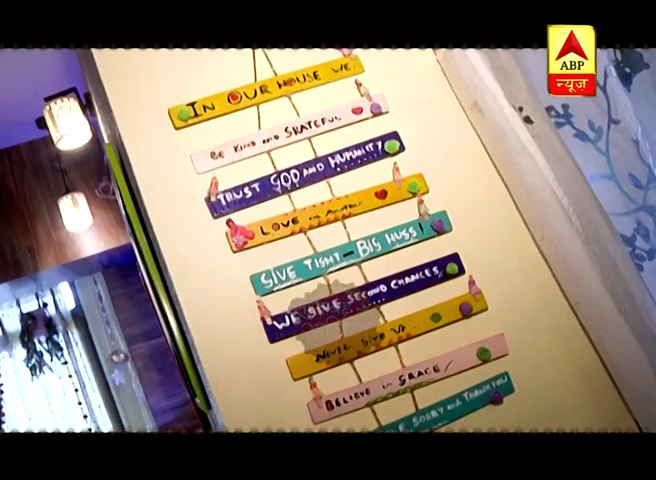 ABP
न्यूज़
IN OUR HOUSE WE
BE KIND AND SRATEFUL
TRUST GOD AND HUMANITY
LOVE
GIVE TIGHT - BIG HUGS!
WE GIVE SECOND CHANCES
NEVER GIVE UP...
BELIEVE in GRACE
SORRY and THANK YOU